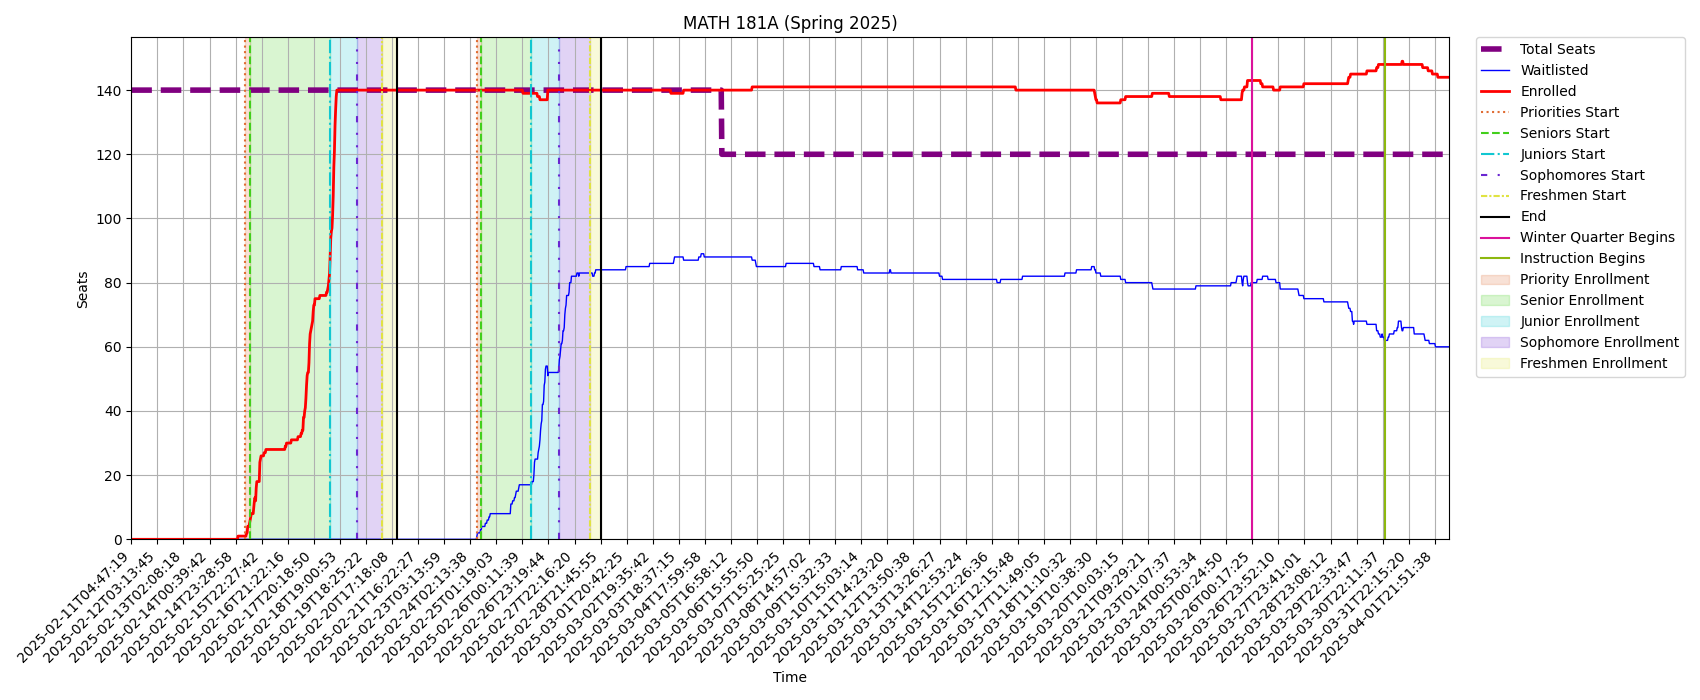 MATH 181A (Spring 2025)
140
120
100
80
60
40
20
0
Seats
2025-02-11T04:47:19
2025-02-12T03:13:45
2025-02-13T02:08:18
2025-02-14T00:39:42
2025-02-14T23:28:58
2025-02-15T22:27:42
2025-02-16T21:22:16
2025-02-17T20:18:50
2025-02-18T19:00:53
2025-02-19T18:25:22
2025-02-20T17:18:08
2025-02-21T16:22:27
2025-02-23T03:13:59
2025-02-24T02:13:38
2025-02-25T01:19:03
2025-02-26T00:11:39
2025-02-26T23:19:44
2025-02-27T22:16:20
2025-02-28T21:45:55
2025-03-01T20:42:25
2025-03-02T19:35:42
2025-03-03T18:37:15
2025-03-04T17:59:58
2025-03-05T16:58:12
2025-03-06T15:55:50
2025-03-07T15:25:25
2025-03-08T14:57:02
2025-03-09T15:32:33
2025-03-10T15:03:14
2025-03-11T14:23:20
2025-03-12T13:50:38
2025-03-13T13:26:27
2025-03-14T12:53:24
2025-03-15T12:26:36
2025-03-16T12:15:48
2025-03-17T11:49:05
2025-03-18T11:10:32
2025-03-19T10:38:30
2025-03-20T10:03:15
2025-03-21T09:29:21
2025-03-23T01:07:37
2025-03-24T00:53:34
2025-03-25T00:24:50
2025-03-26T00:17:25
2025-03-26T23:52:10
2025-03-27T23:41:01
2025-03-28T23:08:12
2025-03-29T22:33:47
2025-03-30T22:11:37
2025-03-31T22:15:20
2025-04-01T21:51:38
Time
Total Seats
Waitlisted
Enrolled
Priorities Start
Seniors Start
Juniors Start
Sophomores Start
Freshmen Start
End
Winter Quarter Begins
Instruction Begins
Priority Enrollment
Senior Enrollment
Junior Enrollment
Sophomore Enrollment
Freshmen Enrollment